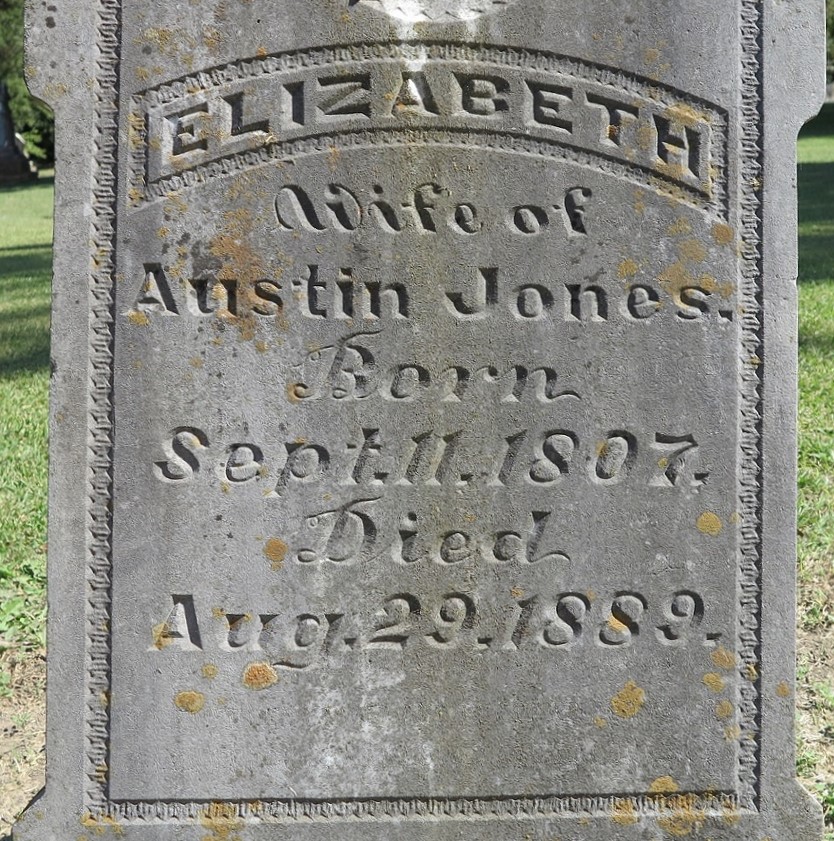 ELIZABETH
Wife of
Austin Jones.
Born
Sept. 11. 1807.
Died
Aug. 29. 1889.